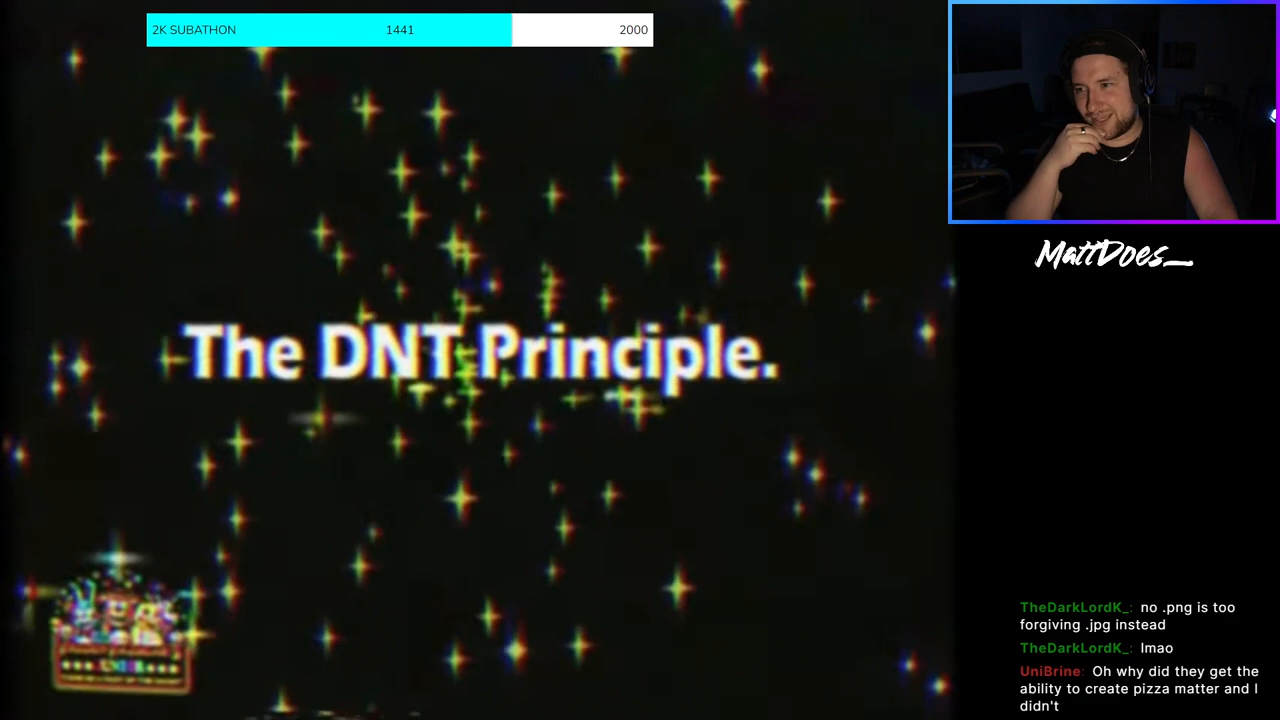 2K SUBATHON 1441 2000
MattDoes_
The DNT Principle.
TheDarkLordK_: no .png is too
forgiving .jpg instead
TheDarkLordK_: lmao
UniBrine: Oh why did they get the
ability to create pizza matter and I
didn't